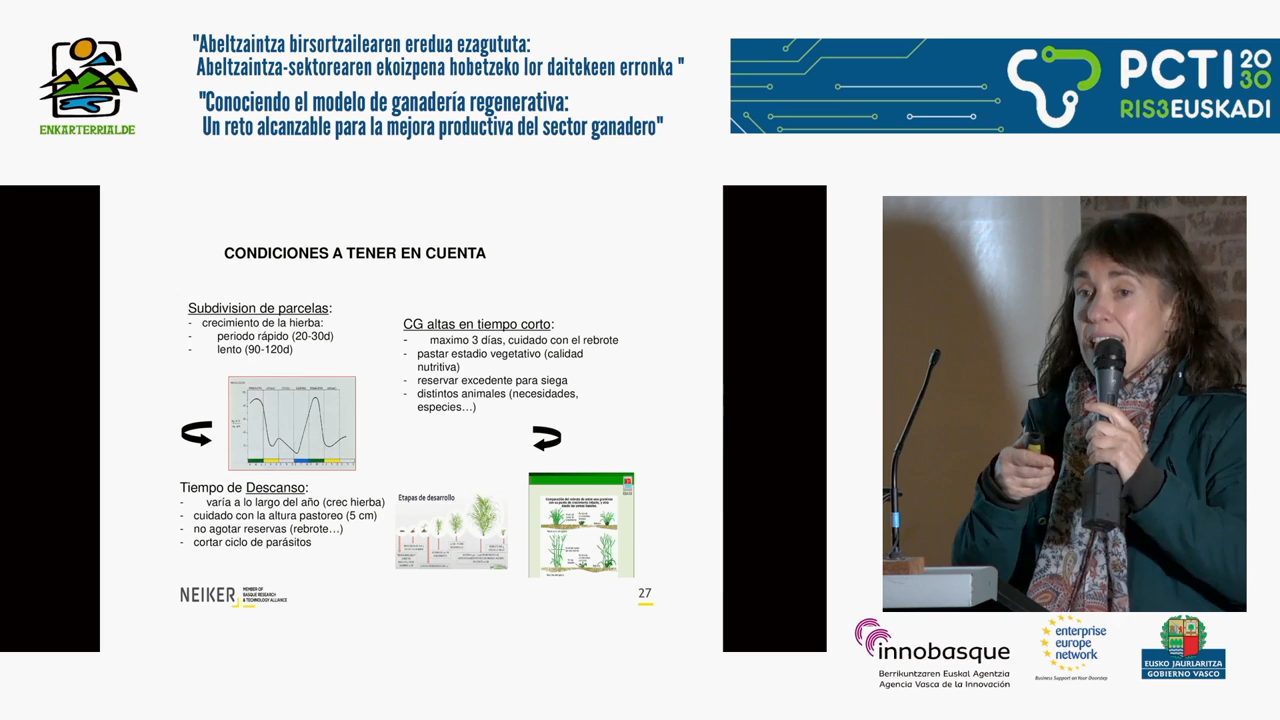 "Abeltzaintza birsortzailearen eredua ezagututa:
Abeltzaintza-sektorearen ekoizpena hobetzeko lor daitekeen erronka "
"Conociendo el modelo de ganadería regenerativa:
Un reto alcanzable para la mejora productiva del sector ganadero"
ENKARTERRIALDE
PCTI 20
30
RIS3EUSKADI
CONDICIONES A TENER EN CUENTA
Subdivision de parcelas:
- crecimiento de la hierba:
- periodo rápido (20-30d)
- lento (90-120d)
CG altas en tiempo corto:
- maximo 3 días, cuidado con el rebrote
- pastar estadio vegetativo (calidad
nutritiva)
- reservar excedente para siega
- distintos animales (necesidades,
especies…)
Tiempo de Descanso:
- varía a lo largo del año (crec hierba)
- cuidado con la altura pastoreo (5 cm)
- no agotar reservas (rebrote…)
- cortar ciclo de parásitos
Etapas de desarrollo
NEIKER
MEMBER OF
BASQUE RESEARCH
& TECHNOLOGY ALLIANCE
27
innobasque
Berrikuntzaren Euskal Agentzia
Agencia Vasca de la Innovación
enterprise
europe
network
Business Support on Your Doorstep
EUSKO JAURLARITZA
GOBIERNO VASCO